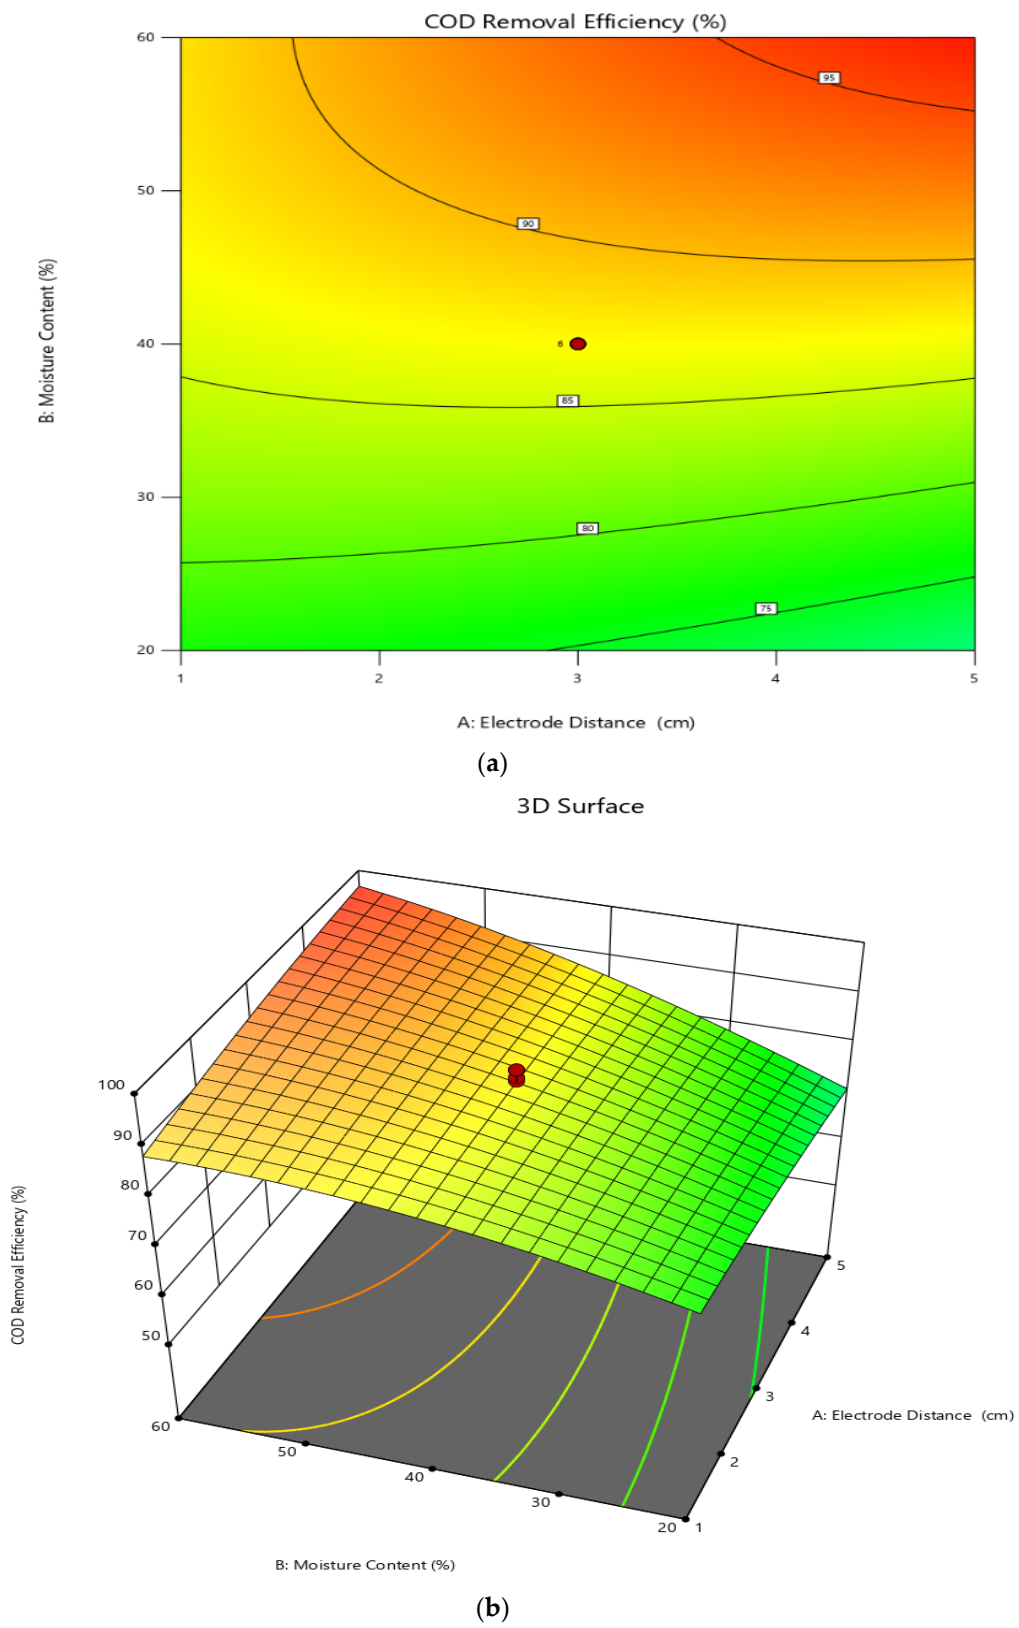 COD Removal Efficiency (%)
60
95
50
90
B: Moisture Content (%)
40
6
85
30
80
75
20
1 2 3 4 5
A: Electrode Distance (cm)
(a)
3D Surface
100
90
80
70
60
50
COD Removal Efficiency (%)
5
4
3
2
1
A: Electrode Distance (cm)
60
50
40
30
20
B: Moisture Content (%)
(b)